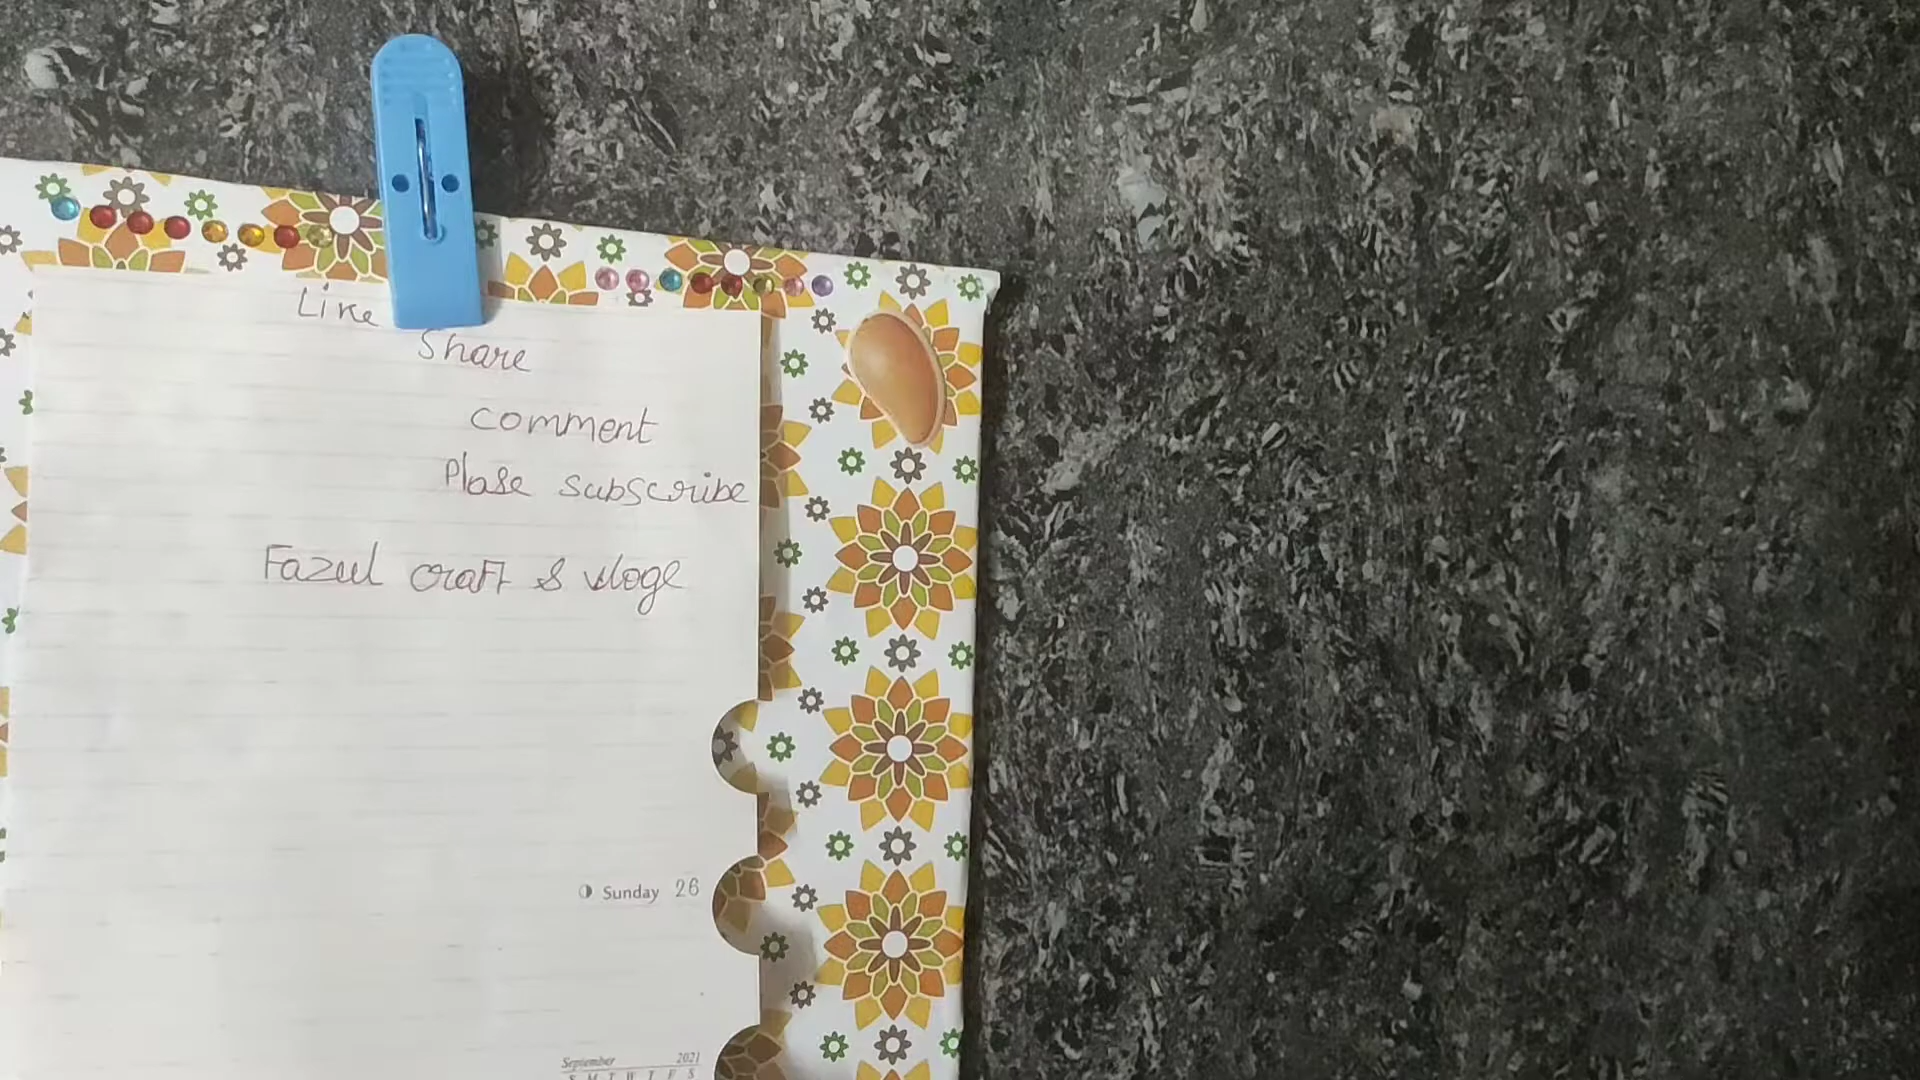 Like
Share
comment
Plase subscribe
Fazul craft & vloge
Sunday 26
September 2021
S M T W T F S